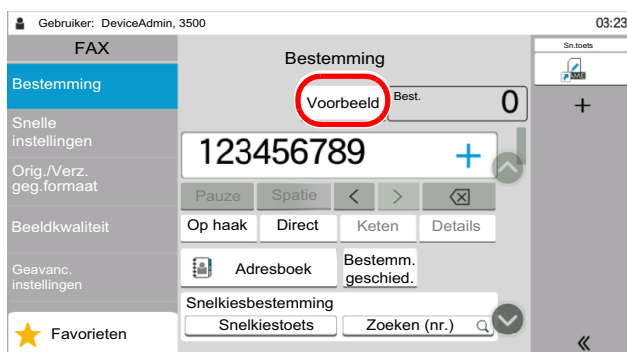 Gebruiker: DeviceAdmin, 3500
03:23
FAX
Bestemming
Snelle
instellingen
Orig./Verz.
geg.formaat
Beeldkwaliteit
Geavanc.
instellingen
Favorieten
Bestemming
Voorbeeld
Best.
0
123456789
+
Pauze
Spatie
<
>
Op haak
Direct
Keten
Details
Adresboek
Bestemm.
geschied.
Snelkiesbestemming
Snelkiestoets
Zoeken (nr.)
Sn.toets
+
«